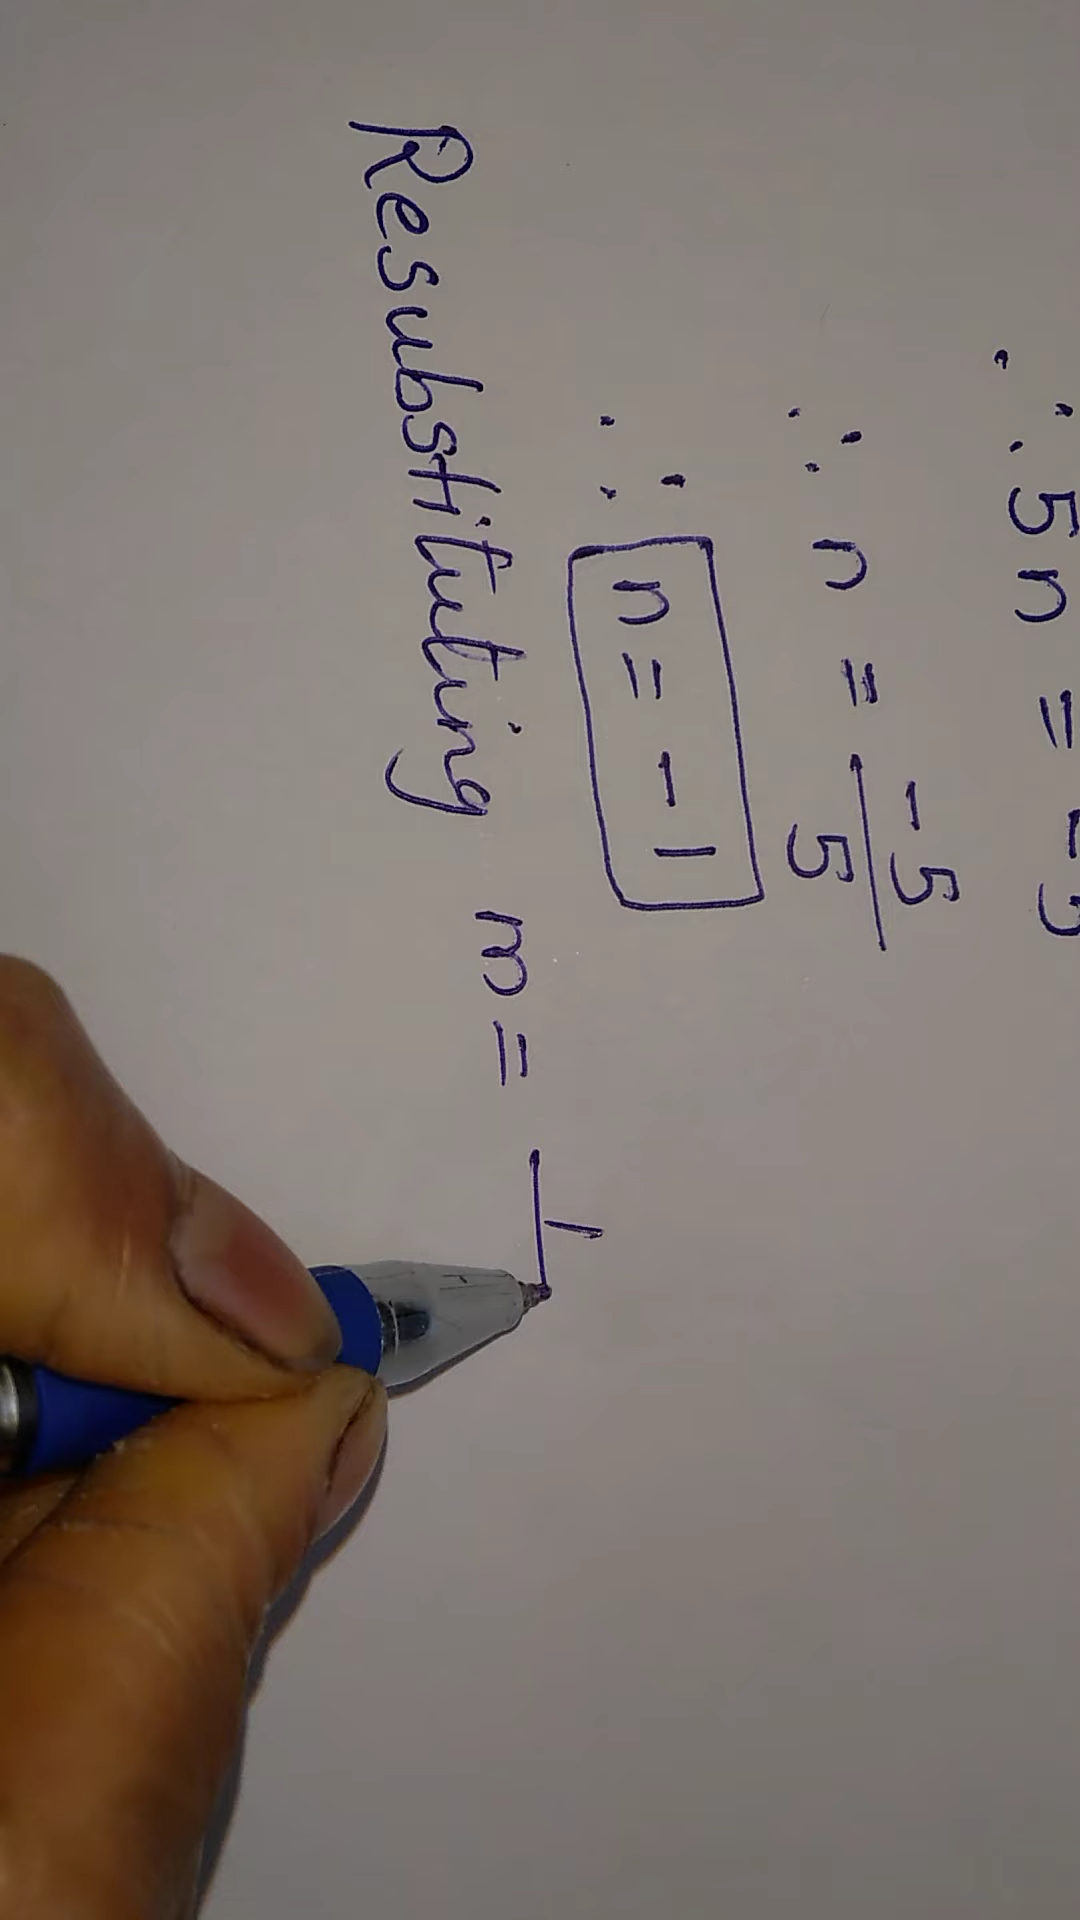 ∴ 5n = -5
∴ n = -5/5
∴ n = -1
Resubstituting m = 1/